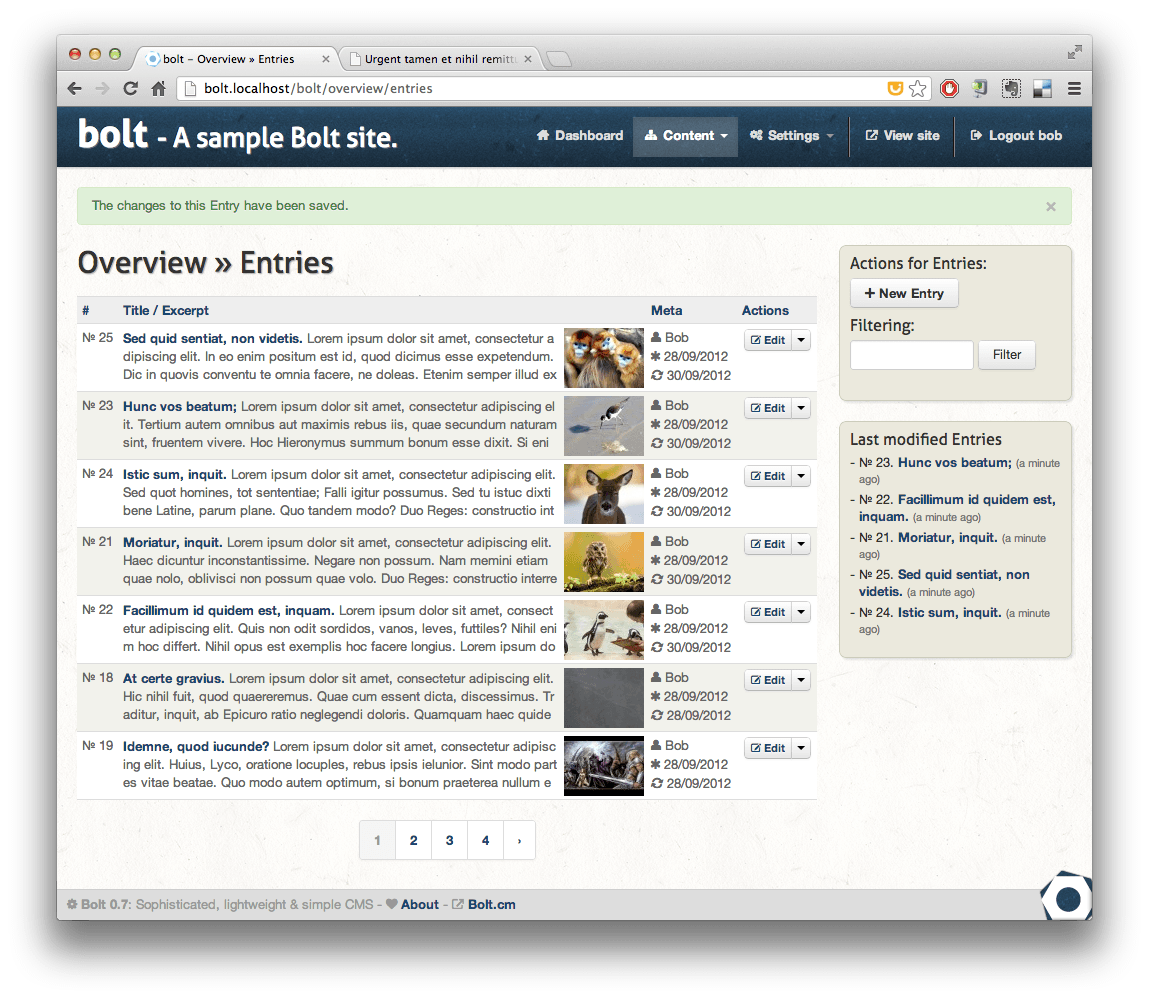 bolt – Overview » Entries
Urgent tamen et nihil remittu
bolt.localhost/bolt/overview/entries
bolt - A sample Bolt site.
Dashboard
Content
Settings
View site
Logout bob
The changes to this Entry have been saved.
×
Overview » Entries
# Title / Excerpt Meta Actions
№ 25 Sed quid sentiat, non videtis. Lorem ipsum dolor sit amet, consectetur a
dipiscing elit. In eo enim positum est id, quod dicimus esse expetendum.
Dic in quovis conventu te omnia facere, ne doleas. Etenim semper illud ex
Bob
28/09/2012
30/09/2012
Edit
№ 23 Hunc vos beatum; Lorem ipsum dolor sit amet, consectetur adipiscing el
it. Tertium autem omnibus aut maximis rebus iis, quae secundum naturam
sint, fruentem vivere. Hoc Hieronymus summum bonum esse dixit. Si eni
Bob
28/09/2012
30/09/2012
Edit
№ 24 Istic sum, inquit. Lorem ipsum dolor sit amet, consectetur adipiscing elit.
Sed quot homines, tot sententiae; Falli igitur possumus. Sed tu istuc dixti
bene Latine, parum plane. Quo tandem modo? Duo Reges: constructio int
Bob
28/09/2012
30/09/2012
Edit
№ 21 Moriatur, inquit. Lorem ipsum dolor sit amet, consectetur adipiscing elit.
Haec dicuntur inconstantissime. Negare non possum. Nam memini etiam
quae nolo, oblivisci non possum quae volo. Duo Reges: constructio interre
Bob
28/09/2012
30/09/2012
Edit
№ 22 Facillimum id quidem est, inquam. Lorem ipsum dolor sit amet, consect
etur adipiscing elit. Quis non odit sordidos, vanos, leves, futtiles? Nihil eni
m hoc differt. Nihil opus est exemplis hoc facere longius. Lorem ipsum do
Bob
28/09/2012
30/09/2012
Edit
№ 18 At certe gravius. Lorem ipsum dolor sit amet, consectetur adipiscing elit.
Hic nihil fuit, quod quaereremus. Quae cum essent dicta, discessimus. Tr
aditur, inquit, ab Epicuro ratio neglegendi doloris. Quamquam haec quide
Bob
28/09/2012
28/09/2012
Edit
№ 19 Idemne, quod iucunde? Lorem ipsum dolor sit amet, consectetur adipisc
ing elit. Huius, Lyco, oratione locuples, rebus ipsis ielunior. Sint modo part
es vitae beatae. Quo modo autem optimum, si bonum praeterea nullum e
Bob
28/09/2012
28/09/2012
Edit
1 2 3 4 ›
Actions for Entries:
+ New Entry
Filtering:
Filter
Last modified Entries
- № 23. Hunc vos beatum; (a minute
ago)
- № 22. Facillimum id quidem est,
inquam. (a minute ago)
- № 21. Moriatur, inquit. (a minute
ago)
- № 25. Sed quid sentiat, non
videtis. (a minute ago)
- № 24. Istic sum, inquit. (a minute
ago)
Bolt 0.7: Sophisticated, lightweight & simple CMS - About - Bolt.cm